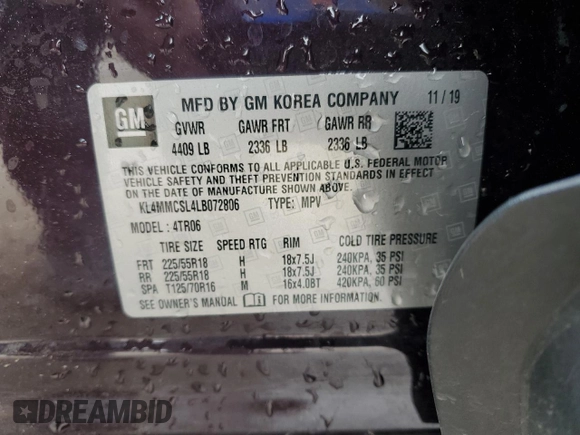 GM
MFD BY GM KOREA COMPANY 11/19
GVWR GAWR FRT GAWR RR
4409 LB 2336 LB 2336 LB
THIS VEHICLE CONFORMS TO ALL APPLICABLE U.S. FEDERAL MOTOR
VEHICLE SAFETY AND THEFT PREVENTION STANDARDS IN EFFECT
ON THE DATE OF MANUFACTURE SHOWN ABOVE.
KL4MMCSL4LB072806 TYPE: MPV
MODEL: 4TR06
TIRE SIZE SPEED RTG RIM COLD TIRE PRESSURE
FRT 225/55R18 H 18x7.5J 240KPA, 35 PSI
RR 225/55R18 H 18x7.5J 240KPA, 35 PSI
SPA T125/70R16 M 16x4.0BT 420KPA, 60 PSI
SEE OWNER'S MANUAL FOR MORE INFORMATION.
DREAMBID